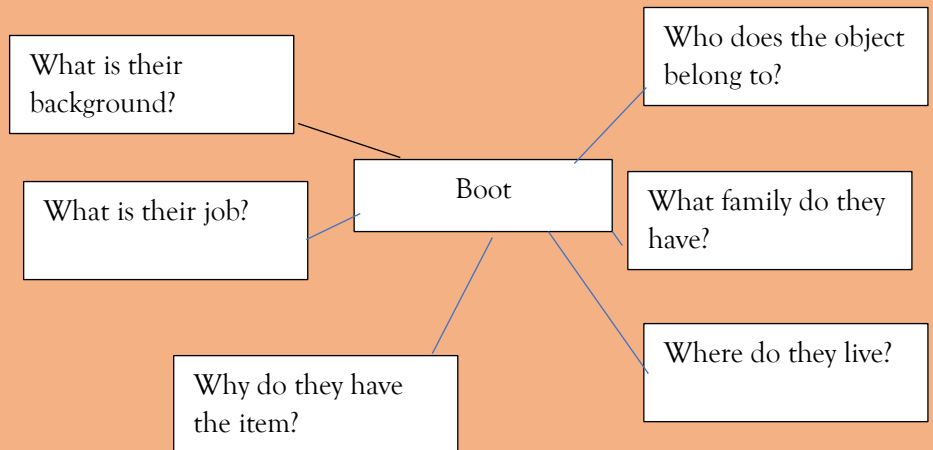 What is their
background?
Who does the object
belong to?
Boot
What is their job?
What family do they
have?
Where do they live?
Why do they have
the item?